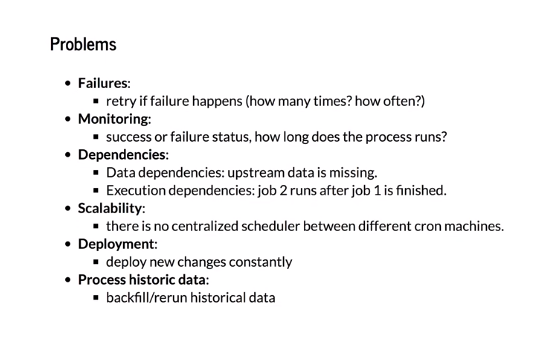 Problems
• Failures:
▪ retry if failure happens (how many times? how often?)
• Monitoring:
▪ success or failure status, how long does the process runs?
• Dependencies:
▪ Data dependencies: upstream data is missing.
▪ Execution dependencies: job 2 runs after job 1 is finished.
• Scalability:
▪ there is no centralized scheduler between different cron machines.
• Deployment:
▪ deploy new changes constantly
• Process historic data:
▪ backfill/rerun historical data